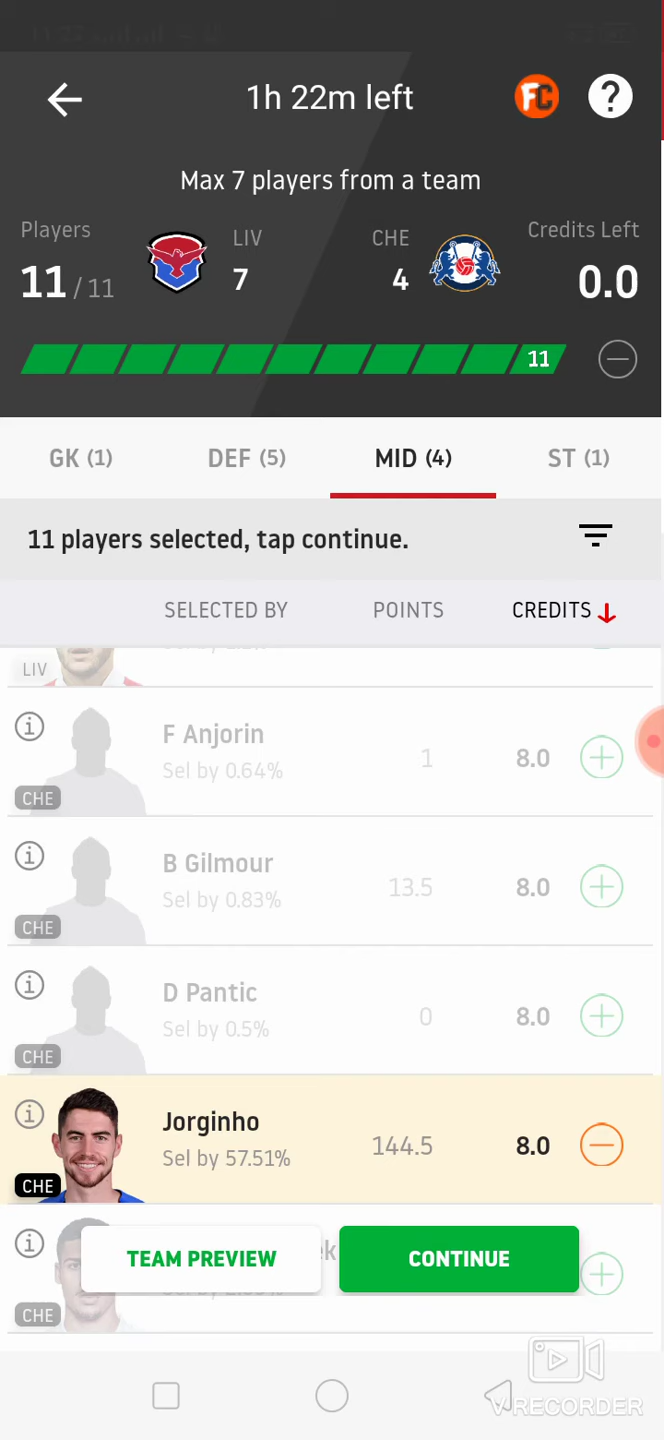 1h 22m left
FC
?
Max 7 players from a team
Players
LIV
CHE
Credits Left
11 / 11
7
4
0.0
11
GK (1)
DEF (5)
MID (4)
ST (1)
11 players selected, tap continue.
SELECTED BY
POINTS
CREDITS
LIV
F Anjorin
Sel by 0.64%
1
8.0
CHE
B Gilmour
Sel by 0.83%
13.5
8.0
CHE
D Pantic
Sel by 0.5%
0
8.0
CHE
Jorginho
Sel by 57.51%
144.5
8.0
CHE
TEAM PREVIEW
CONTINUE
CHE
V RECORDER